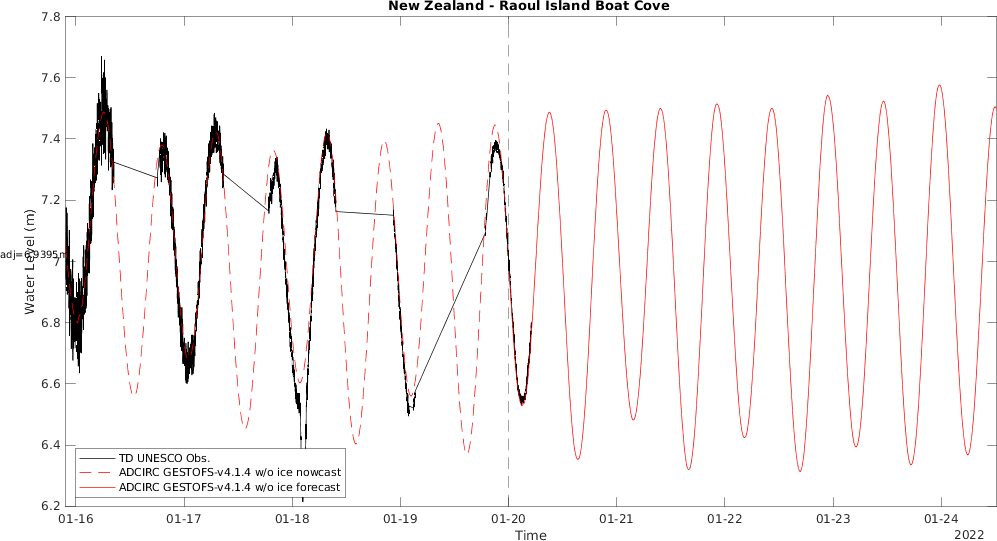 New Zealand - Raoul Island Boat Cove
7.8
7.6
7.4
7.2
7
6.8
6.6
6.4
6.2
Water Level (m)
adj=6.9395m
TD UNESCO Obs.
ADCIRC GESTOFS-v4.1.4 w/o ice nowcast
ADCIRC GESTOFS-v4.1.4 w/o ice forecast
01-16 01-17 01-18 01-19 01-20 01-21 01-22 01-23 01-24
Time
2022